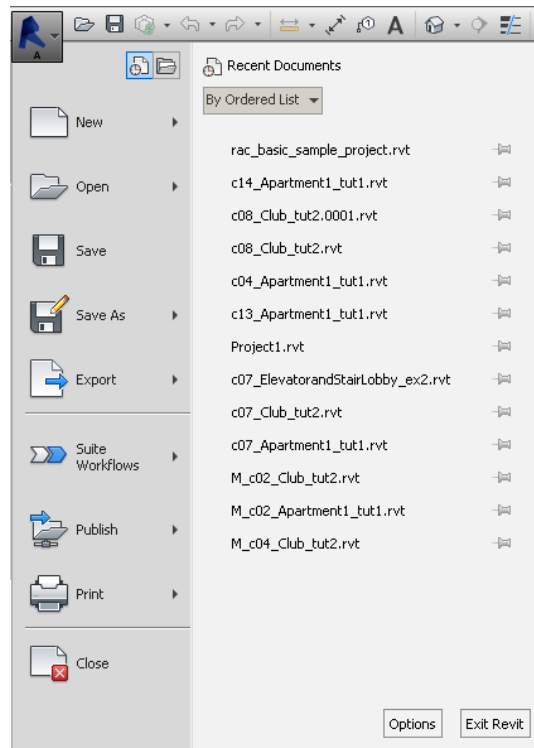 A
1
A
Recent Documents
By Ordered List
New
Open
Save
Save As
Export
Suite
Workflows
Publish
Print
Close
rac_basic_sample_project.rvt
c14_Apartment1_tut1.rvt
c08_Club_tut2.0001.rvt
c08_Club_tut2.rvt
c04_Apartment1_tut1.rvt
c13_Apartment1_tut1.rvt
Project1.rvt
c07_ElevatorandStairLobby_ex2.rvt
c07_Club_tut2.rvt
c07_Apartment1_tut1.rvt
M_c02_Club_tut2.rvt
M_c02_Apartment1_tut1.rvt
M_c04_Club_tut2.rvt
Options
Exit Revit